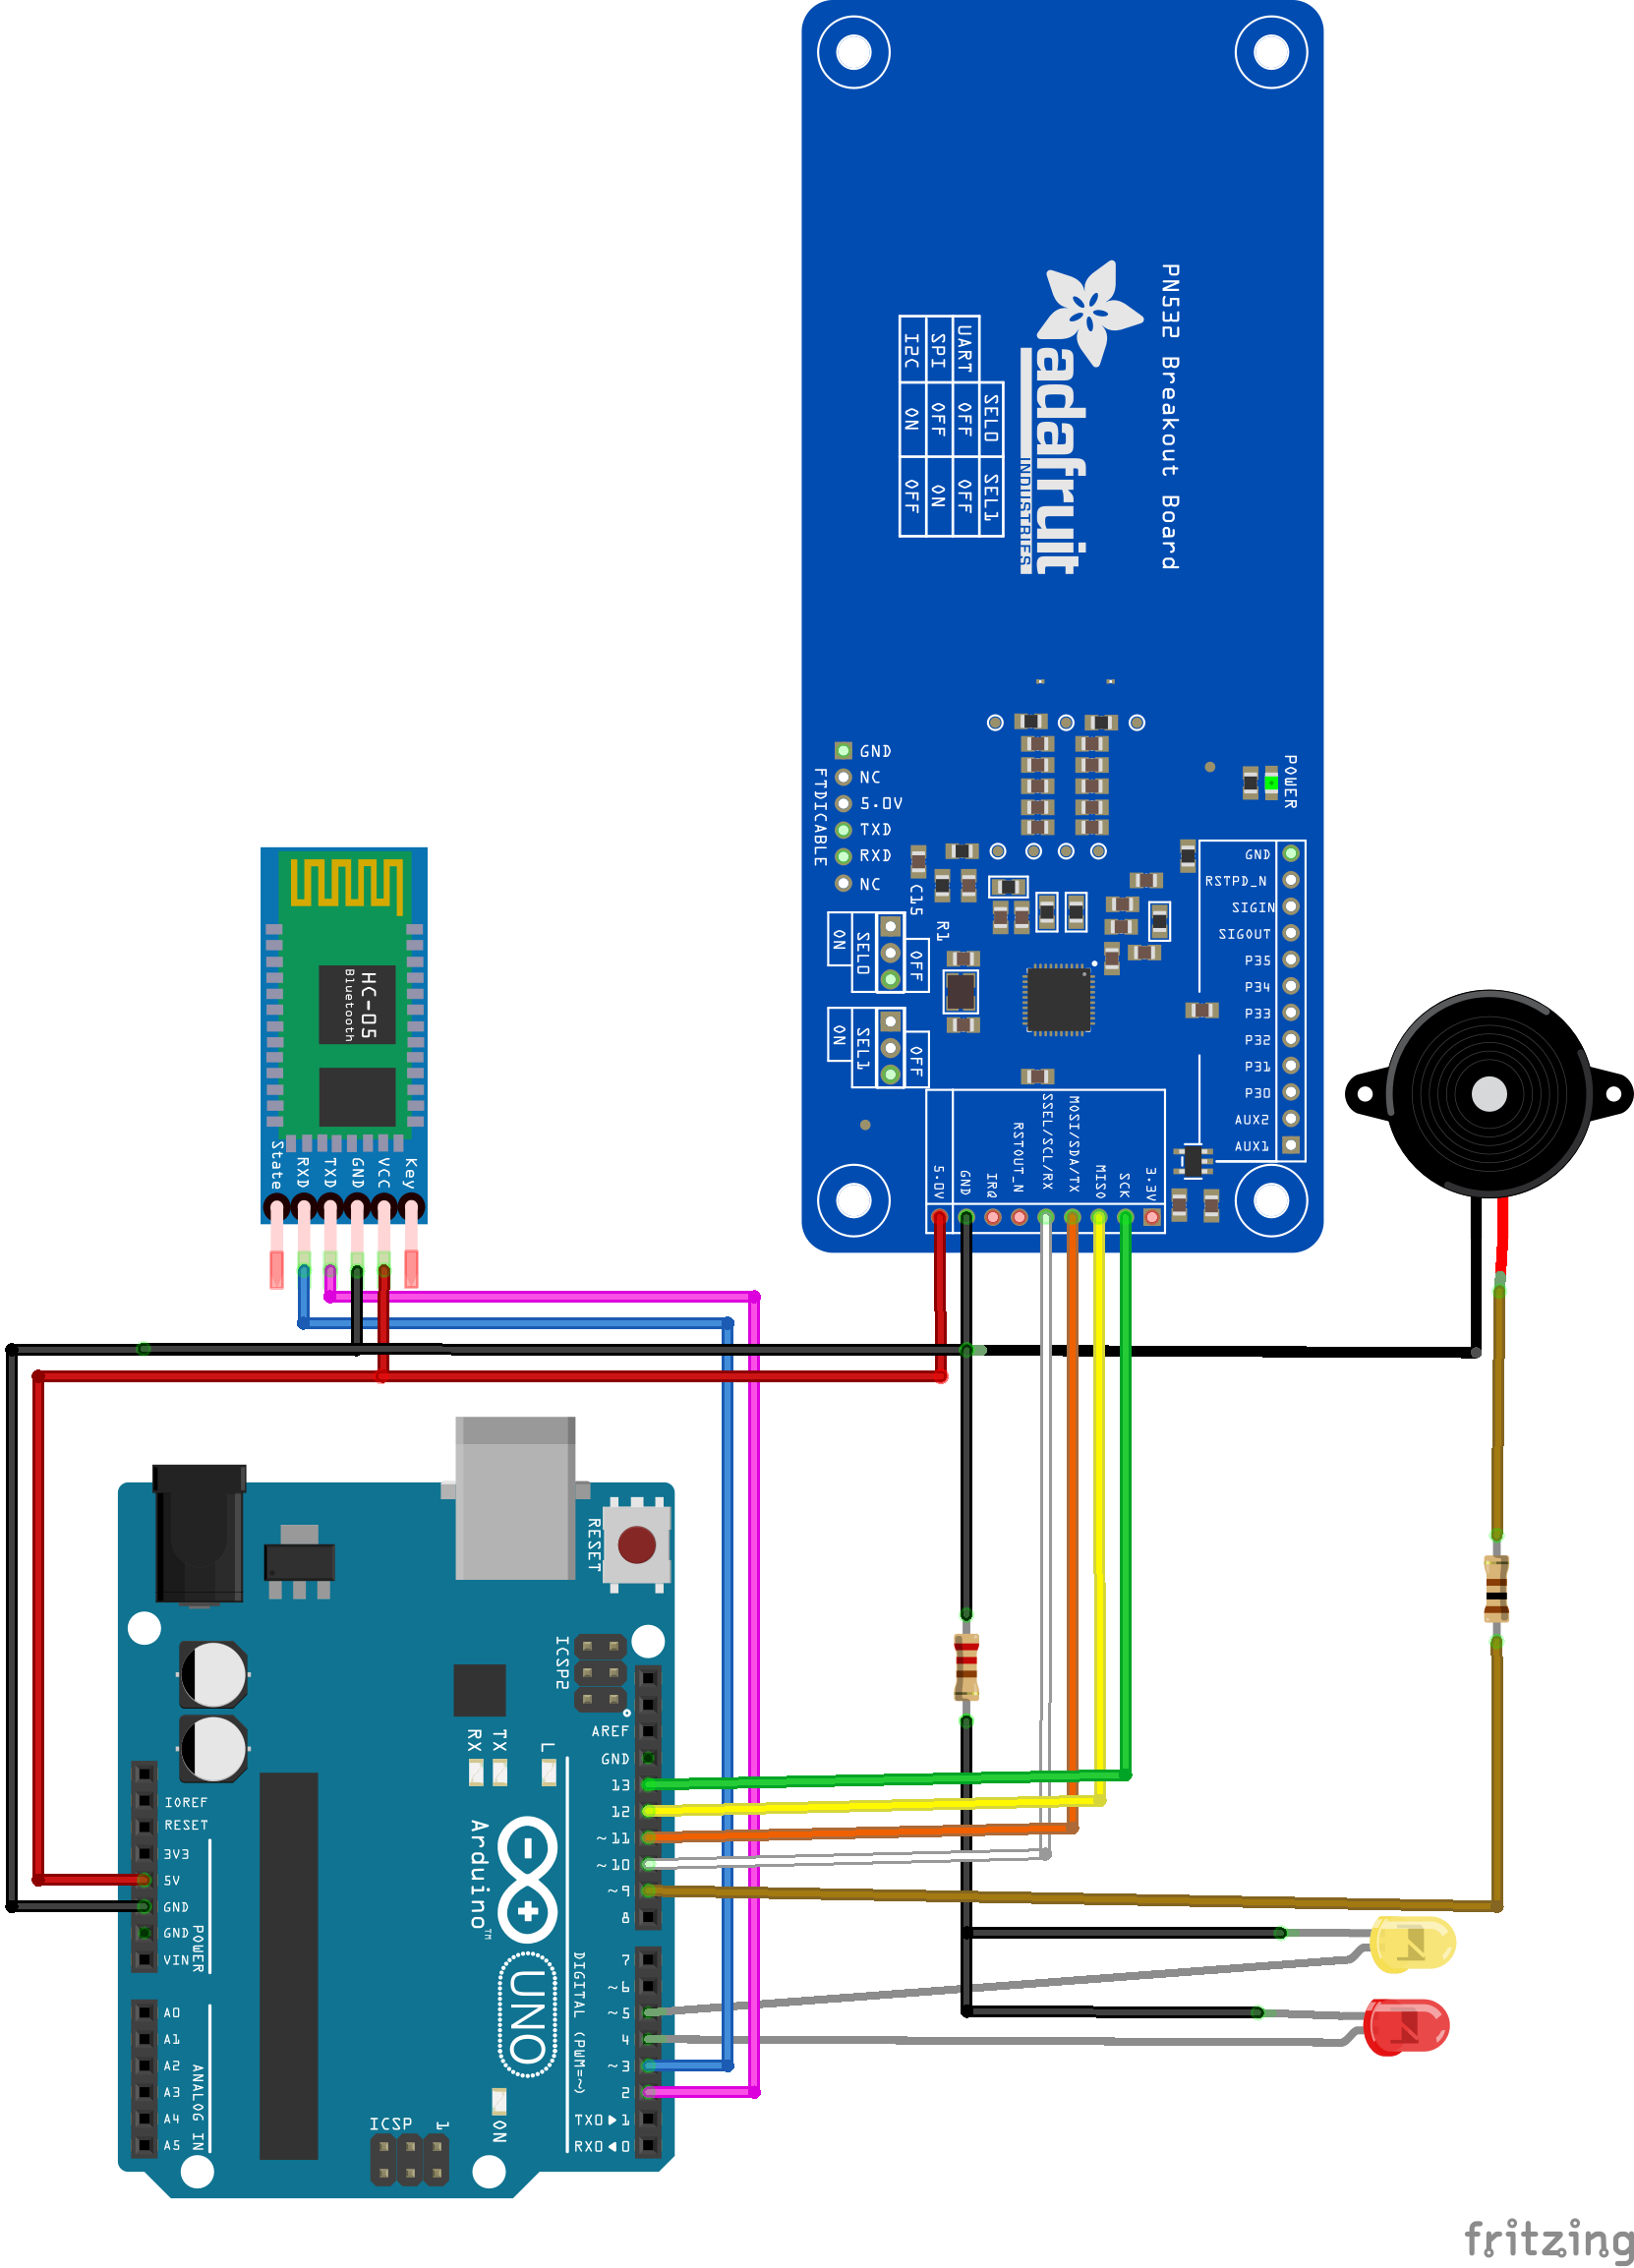 PN532 Breakout Board
adafruit
INDUSTRIES
SEL0 SEL1
UART OFF OFF
SPI OFF ON
I2C ON OFF
FTDICABLE
GND
NC
5.0V
TXD
RXD
NC
POWER
C15
R1
ON
SEL0
OFF
ON
SEL1
OFF
GND
RSTPD_N
SIGIN
SIGOUT
P35
P34
P33
P32
P31
P30
AUX2
AUX1
5.0V
GND
IRQ
RSTOUT_N
SSEL/SCL/RX
MOSI/SDA/TX
MISO
SCK
3.3V
HC-05
Bluetooth
State
RXD
TXD
GND
VCC
Key
RESET
ICSP2
AREF
GND
13
12
~11
~10
~9
8
7
~6
~5
4
~3
2
TX0▶1
RX0◀0
DIGITAL (PWM=~)
RX
TX
L
Arduino™
UNO
ON
IOREF
RESET
3V3
5V
GND
GND
VIN
POWER
A0
A1
A2
A3
A4
A5
ANALOG IN
ICSP
1
fritzing